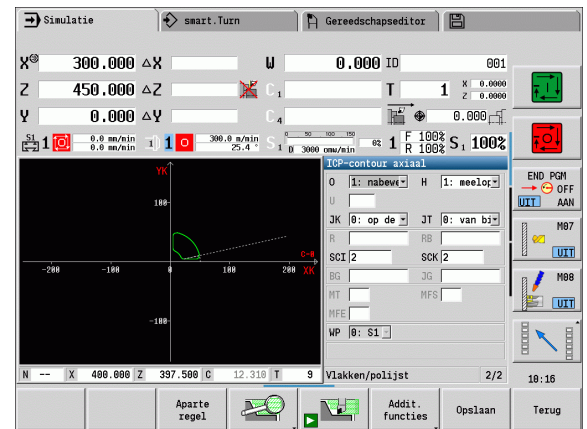 Simulatie smart.Turn Gereedschapseditor
X 300.000 ΔX W 0.000 ID 001
Z 450.000 ΔZ C 1 T 1 X 0.0000 Z 0.0000
Y 0.000 ΔY C 4 0.000
S1 1 0.0 mm/min 0.0 mm/min 1 300.0 m/min 25.4 ° S 1 0 50 100 150 0% D 3000 omw/min 1 F 100% R 100% S 1 100%
ICP-contour axiaal
O 1: nabewe H 1: meelop
U
JK 0: op de JT 0: van bi
R RB
SCI 2 SCK 2
BG JG
MT MFS
MFE
WP 0: S1
Vlakken/polijst 2/2
YK
100
-200 -100 0 100 200 XK
C=0
-100
N -- X 400.000 Z 397.500 C 12.310 T 9
END PGM
OFF
UIT AAN
M07
UIT
M08
UIT
10:16
Aparte regel
Addit. functies
Opslaan
Terug